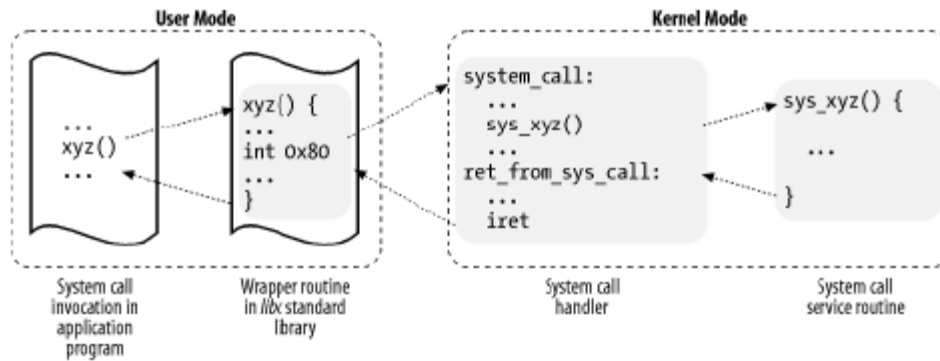 User Mode
Kernel Mode
...
xyz()
...
xyz() {
...
int 0x80
...
}
system_call:
...
sys_xyz()
...
ret_from_sys_call:
...
iret
sys_xyz() {
...
}
System call
invocation in
application
program
Wrapper routine
in libc standard
library
System call
handler
System call
service routine